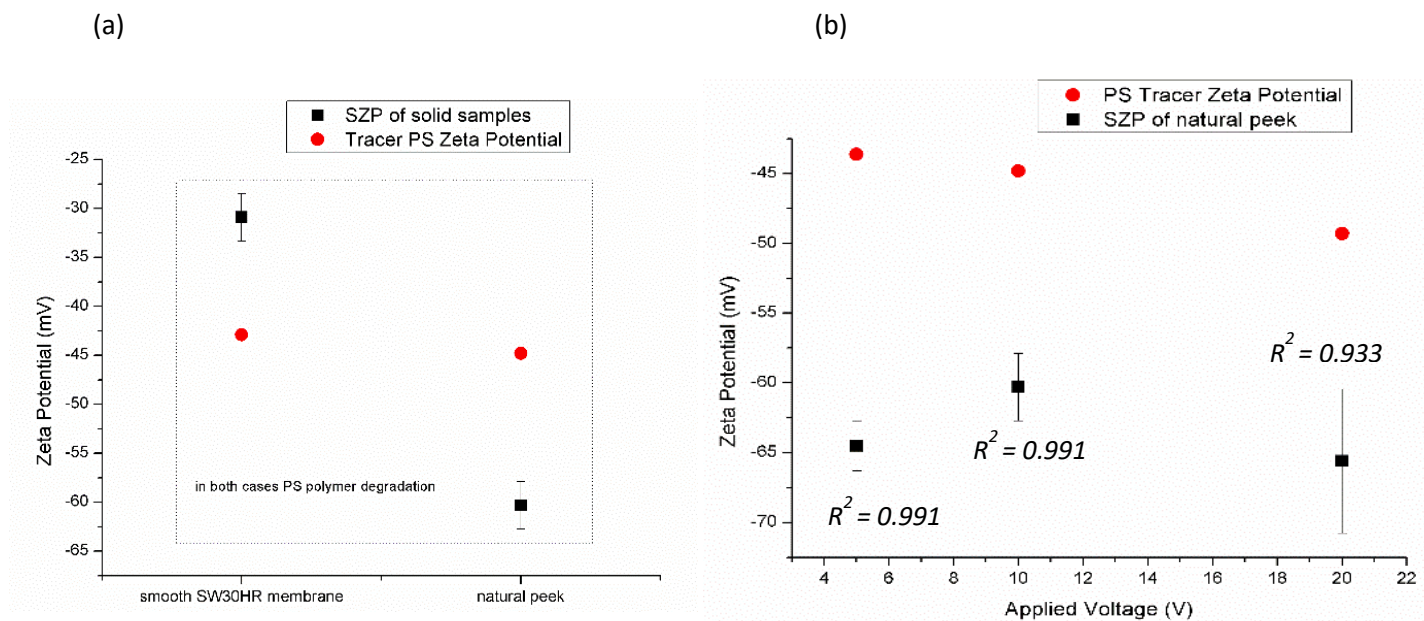 (a)
SZP of solid samples
Tracer PS Zeta Potential
Zeta Potential (mV)
-25
-30
-35
-40
-45
-50
-55
-60
-65
in both cases PS polymer degradation
smooth SW30HR membrane
natural peek
(b)
PS Tracer Zeta Potential
SZP of natural peek
Zeta Potential (mV)
-45
-50
-55
-60
-65
-70
R² = 0.933
R² = 0.991
R² = 0.991
4 6 8 10 12 14 16 18 20 22
Applied Voltage (V)